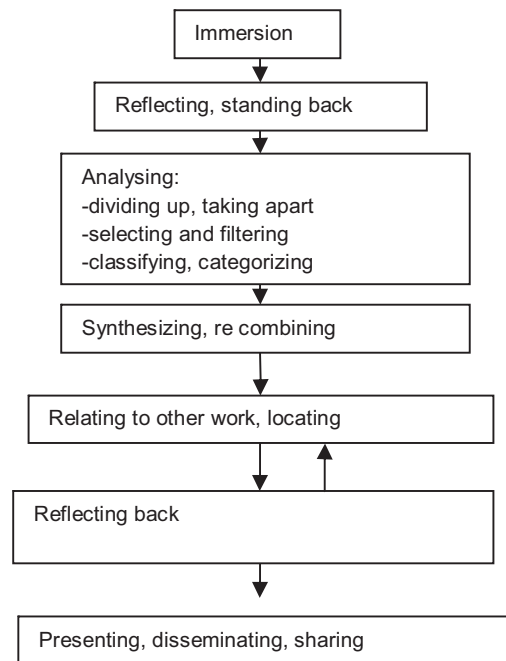 Immersion
Reflecting, standing back
Analysing:
-dividing up, taking apart
-selecting and filtering
-classifying, categorizing
Synthesizing, re combining
Relating to other work, locating
Reflecting back
Presenting, disseminating, sharing